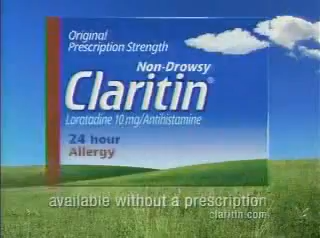 Original
Prescription Strength
Non-Drowsy
Claritin®
Loratadine 10 mg/Antihistamine
24 hour
Allergy
available without a prescription
claritin.com